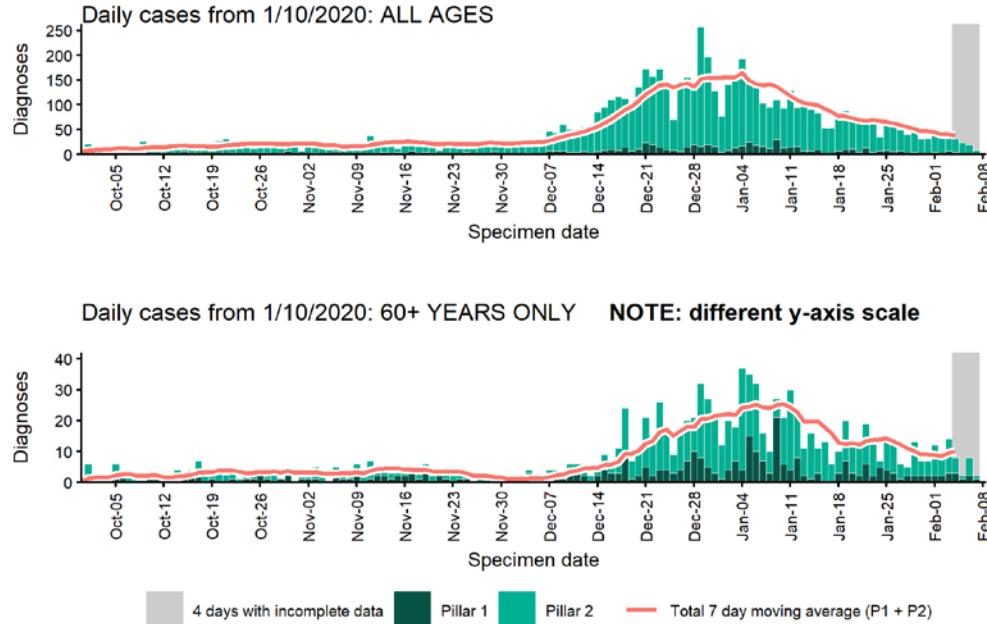 Daily cases from 1/10/2020: ALL AGES
250
200
150
100
50
0
Diagnoses
Oct-05 Oct-12 Oct-19 Oct-26 Nov-02 Nov-09 Nov-16 Nov-23 Nov-30 Dec-07 Dec-14 Dec-21 Dec-28 Jan-04 Jan-11 Jan-18 Jan-25 Feb-01 Feb-08
Specimen date
Daily cases from 1/10/2020: 60+ YEARS ONLY NOTE: different y-axis scale
40
30
20
10
0
Diagnoses
Oct-05 Oct-12 Oct-19 Oct-26 Nov-02 Nov-09 Nov-16 Nov-23 Nov-30 Dec-07 Dec-14 Dec-21 Dec-28 Jan-04 Jan-11 Jan-18 Jan-25 Feb-01 Feb-08
Specimen date
4 days with incomplete data Pillar 1 Pillar 2 Total 7 day moving average (P1 + P2)